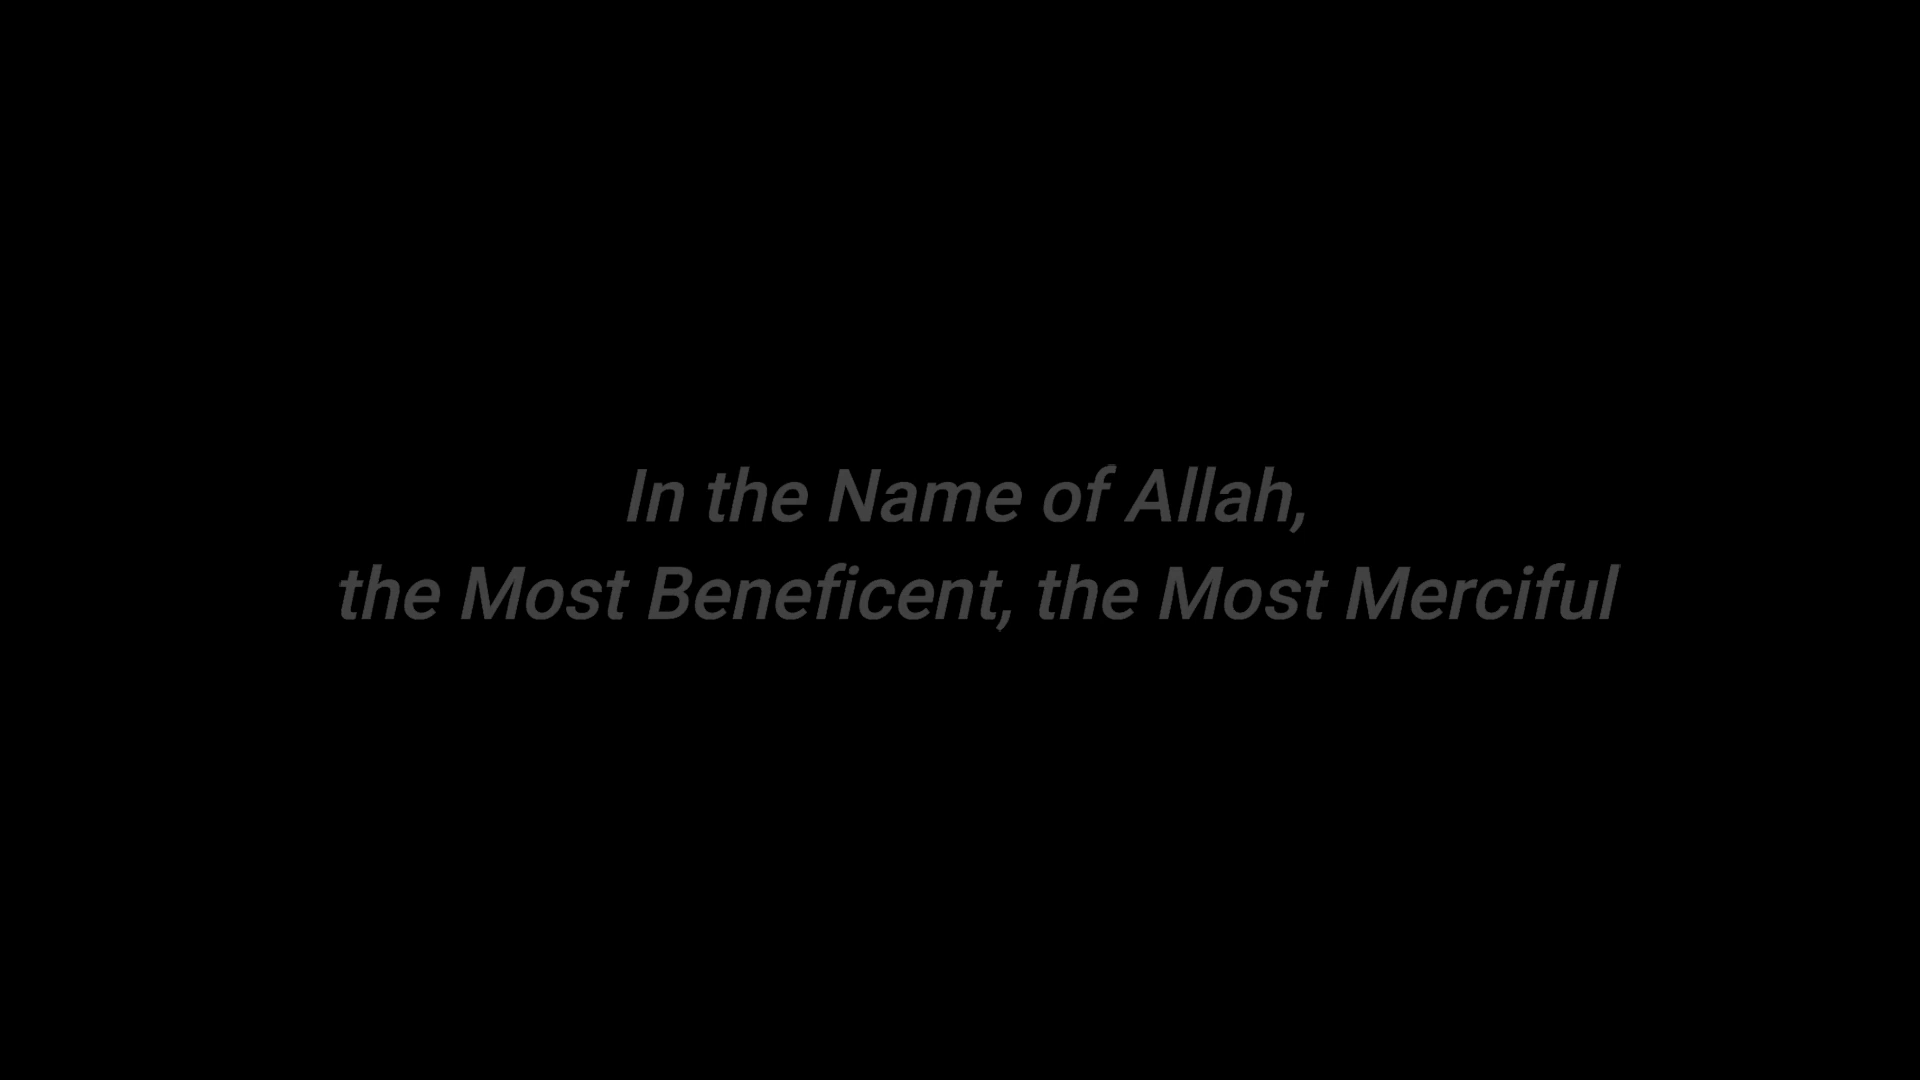 In the Name of Allah,
the Most Beneficent, the Most Merciful